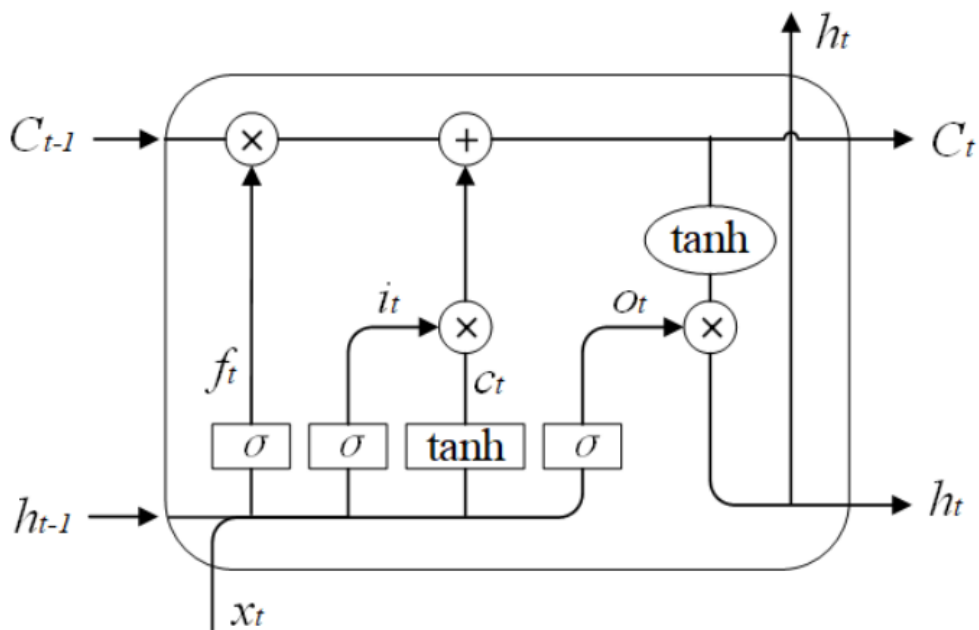 h_t
C_{t-1} × + C_t
tanh
i_t × o_t ×
f_t c_t
σ σ tanh σ
h_{t-1} h_t
x_t